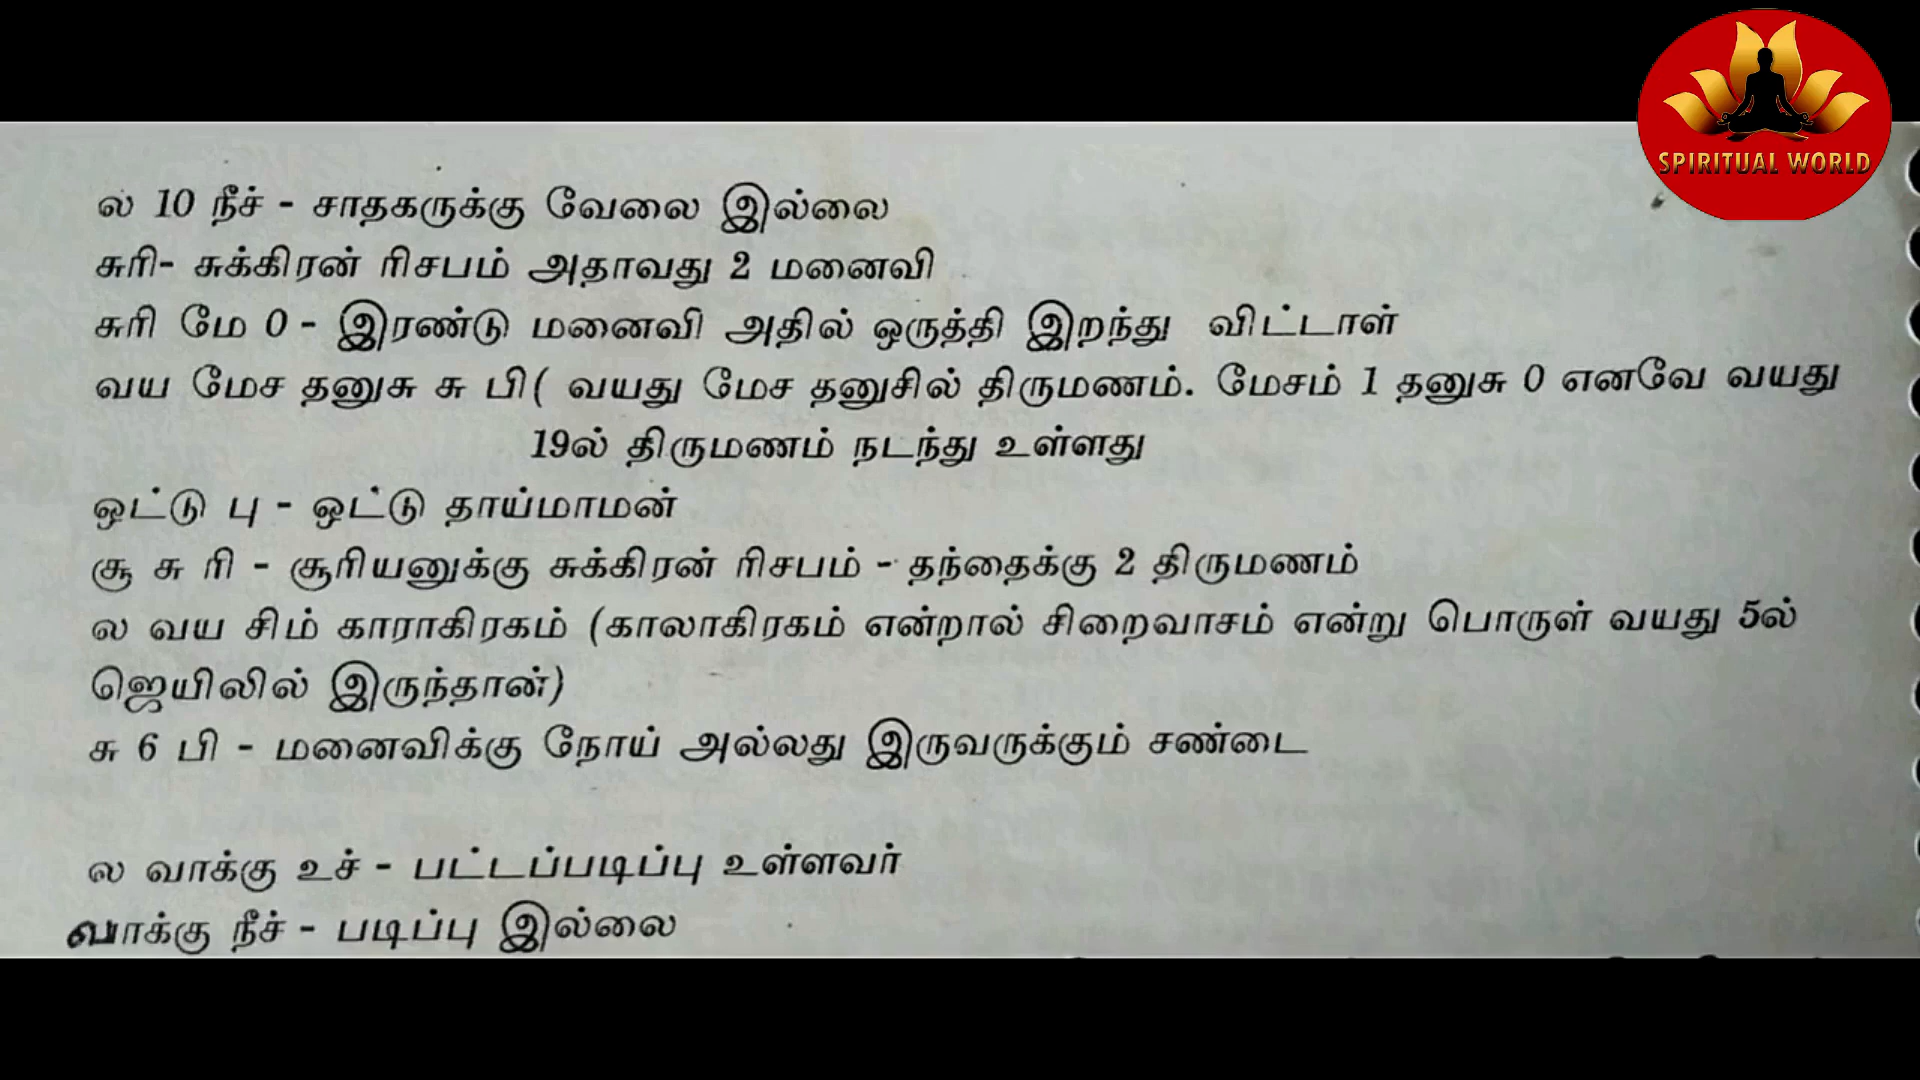 SPIRITUAL WORLD
ல 10 நீச் - சாதகருக்கு வேலை இல்லை
சுரி- சுக்கிரன் ரிசபம் அதாவது 2 மனைவி
சுரி மே 0 - இரண்டு மனைவி அதில் ஒருத்தி இறந்து விட்டாள்
வய மேச தனுசு சு பி( வயது மேச தனுசில் திருமணம். மேசம் 1 தனுசு 0 எனவே வயது
19ல் திருமணம் நடந்து உள்ளது
ஒட்டு பு - ஒட்டு தாய்மாமன்
சூ சு ரி - சூரியனுக்கு சுக்கிரன் ரிசபம் - தந்தைக்கு 2 திருமணம்
ல வய சிம் காராகிரகம் (காலாகிரகம் என்றால் சிறைவாசம் என்று பொருள் வயது 5ல்
ஜெயிலில் இருந்தான்)
சு 6 பி - மனைவிக்கு நோய் அல்லது இருவருக்கும் சண்டை
ல வாக்கு உச் - பட்டப்படிப்பு உள்ளவர்
வாக்கு நீச் - படிப்பு இல்லை